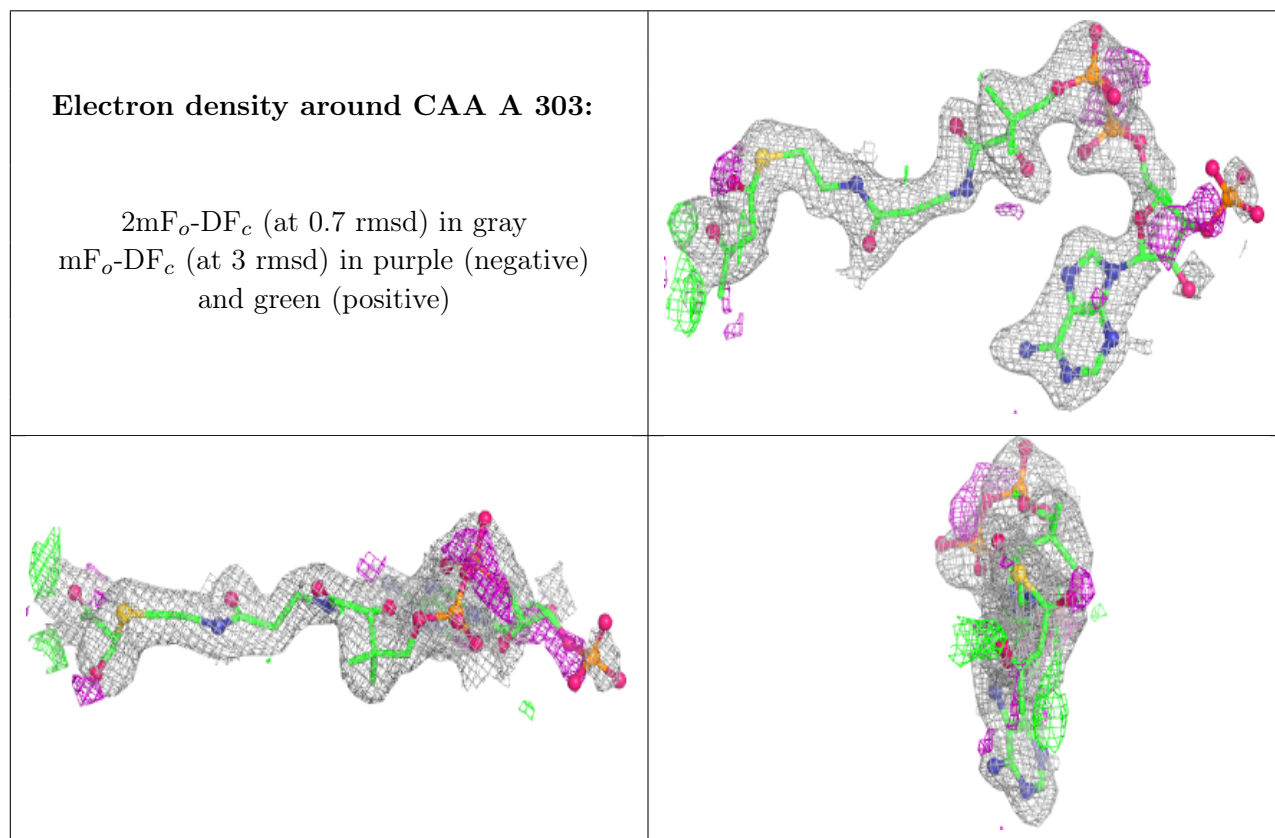 Electron density around CAA A 303:
2mFo-DFc (at 0.7 rmsd) in gray
mFo-DFc (at 3 rmsd) in purple (negative)
and green (positive)